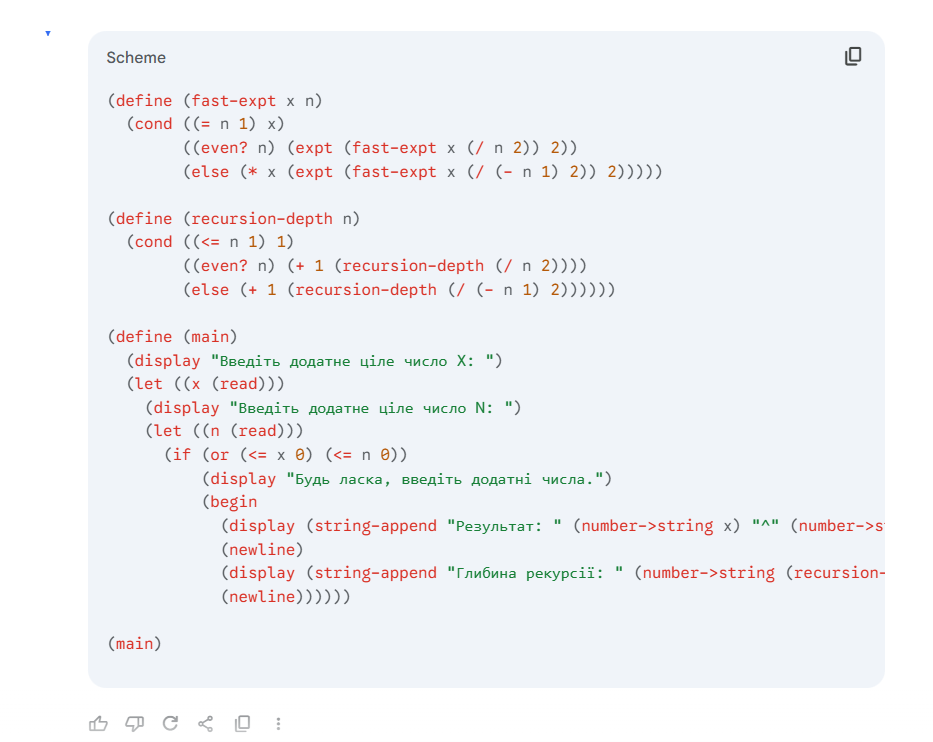 Scheme
(define (fast-expt x n)
  (cond ((= n 1) x)
        ((even? n) (expt (fast-expt x (/ n 2)) 2))
        (else (* x (expt (fast-expt x (/ (- n 1) 2)) 2)))))
(define (recursion-depth n)
  (cond ((<= n 1) 1)
        ((even? n) (+ 1 (recursion-depth (/ n 2))))
        (else (+ 1 (recursion-depth (/ (- n 1) 2))))))
(define (main)
  (display "Введіть додатне ціле число X: ")
  (let ((x (read)))
    (display "Введіть додатне ціле число N: ")
    (let ((n (read)))
      (if (or (<= x 0) (<= n 0))
          (display "Будь ласка, введіть додатні числа.")
          (begin
            (display (string-append "Результат: " (number->string x) "^" (number->s
            (newline)
            (display (string-append "Глибина рекурсії: " (number->string (recursion-
            (newline))))))
(main)